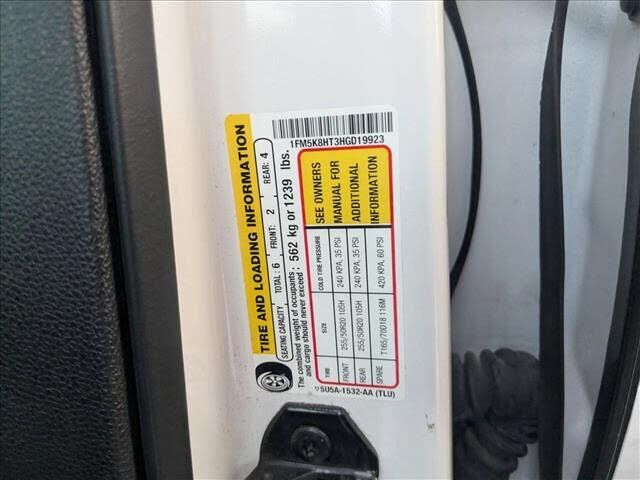 1FM5K8HT3HGD19923
TIRE AND LOADING INFORMATION
SEATING CAPACITY TOTAL: 6 FRONT: 2 REAR: 4
The combined weight of occupants and cargo should never exceed: 562 kg or 1239 lbs.
TIRE SIZE COLD TIRE PRESSURE
FRONT 255/50R20 105H 240 KPA, 35 PSI
REAR 255/50R20 105H 240 KPA, 35 PSI
SPARE T165/70D18 116M 420 KPA, 60 PSI
SEE OWNERS
MANUAL FOR
ADDITIONAL
INFORMATION
5U5A-1532-AA (TLU)